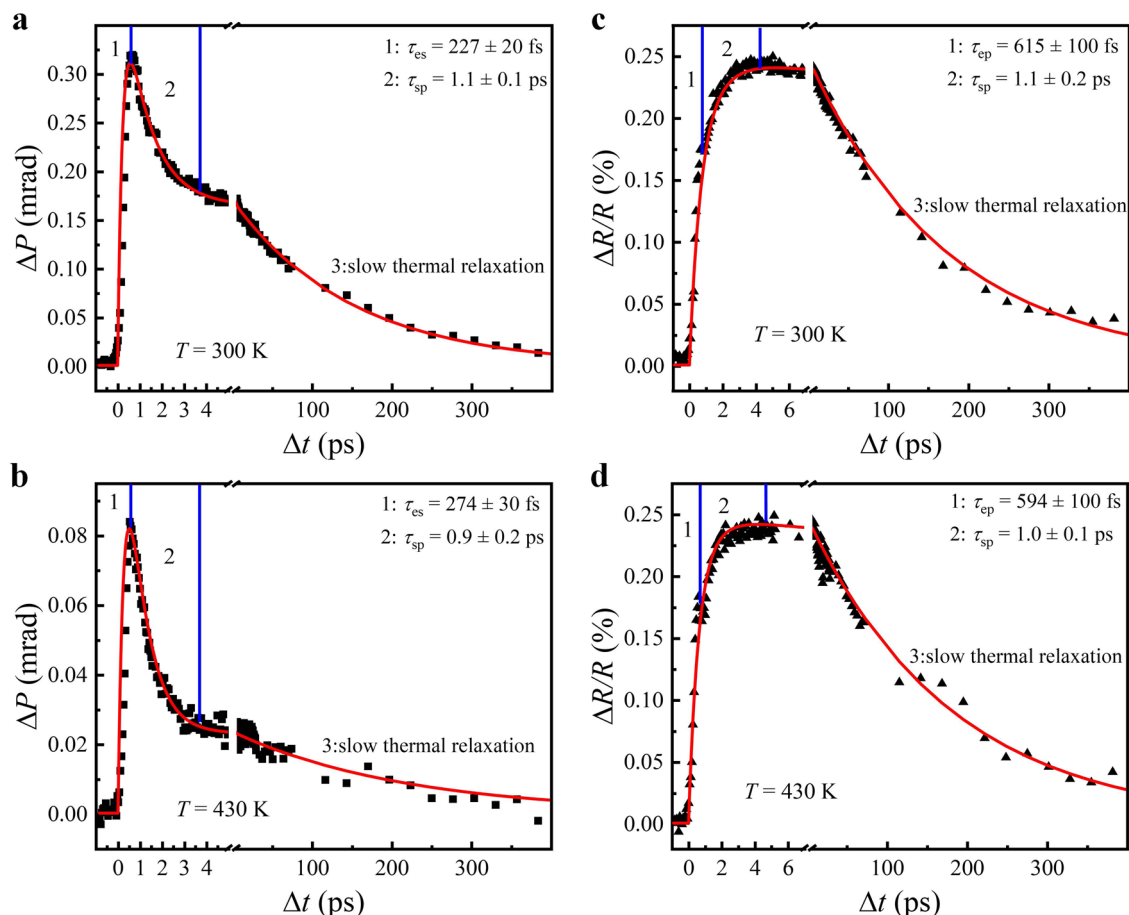 a
ΔP (mrad)
0.30
0.25
0.20
0.15
0.10
0.05
0.00
1
2
1: τes = 227 ± 20 fs
2: τsp = 1.1 ± 0.1 ps
3:slow thermal relaxation
T = 300 K
0 1 2 3 4 100 200 300
Δt (ps)
c
ΔR/R (%)
0.25
0.20
0.15
0.10
0.05
0.00
1
2
1: τep = 615 ± 100 fs
2: τsp = 1.1 ± 0.2 ps
3:slow thermal relaxation
T = 300 K
0 2 4 6 100 200 300
Δt (ps)
b
ΔP (mrad)
0.08
0.06
0.04
0.02
0.00
1
2
1: τes = 274 ± 30 fs
2: τsp = 0.9 ± 0.2 ps
3:slow thermal relaxation
T = 430 K
0 1 2 3 4 100 200 300
Δt (ps)
d
ΔR/R (%)
0.25
0.20
0.15
0.10
0.05
0.00
1
2
1: τep = 594 ± 100 fs
2: τsp = 1.0 ± 0.1 ps
3:slow thermal relaxation
T = 430 K
0 2 4 6 100 200 300
Δt (ps)